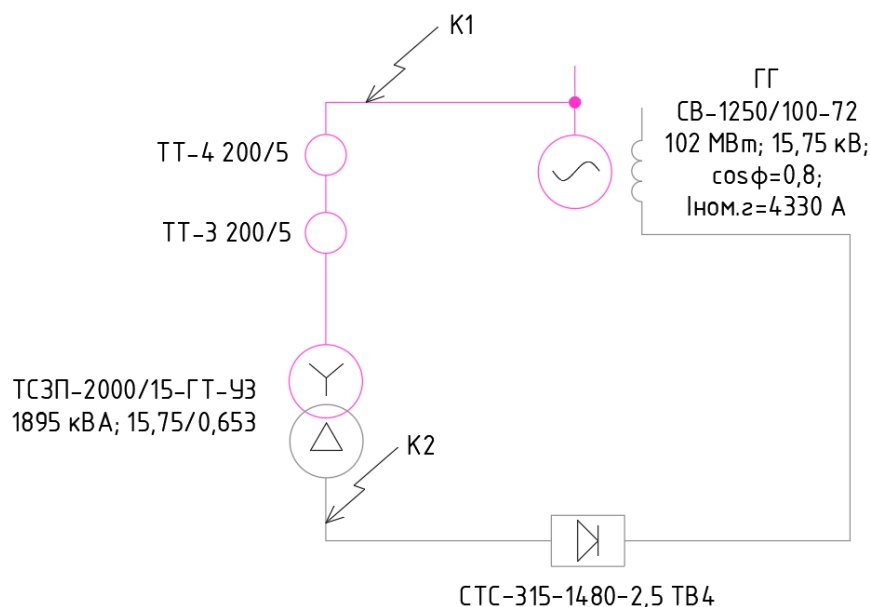 К1
ГГ
СВ-1250/100-72
102 МВт; 15,75 кВ;
cosф=0,8;
Iном.г=4330 А
ТТ-4 200/5
ТТ-3 200/5
ТСЗП-2000/15-ГТ-УЗ
1895 кВА; 15,75/0,653
К2
СТС-315-1480-2,5 ТВ4